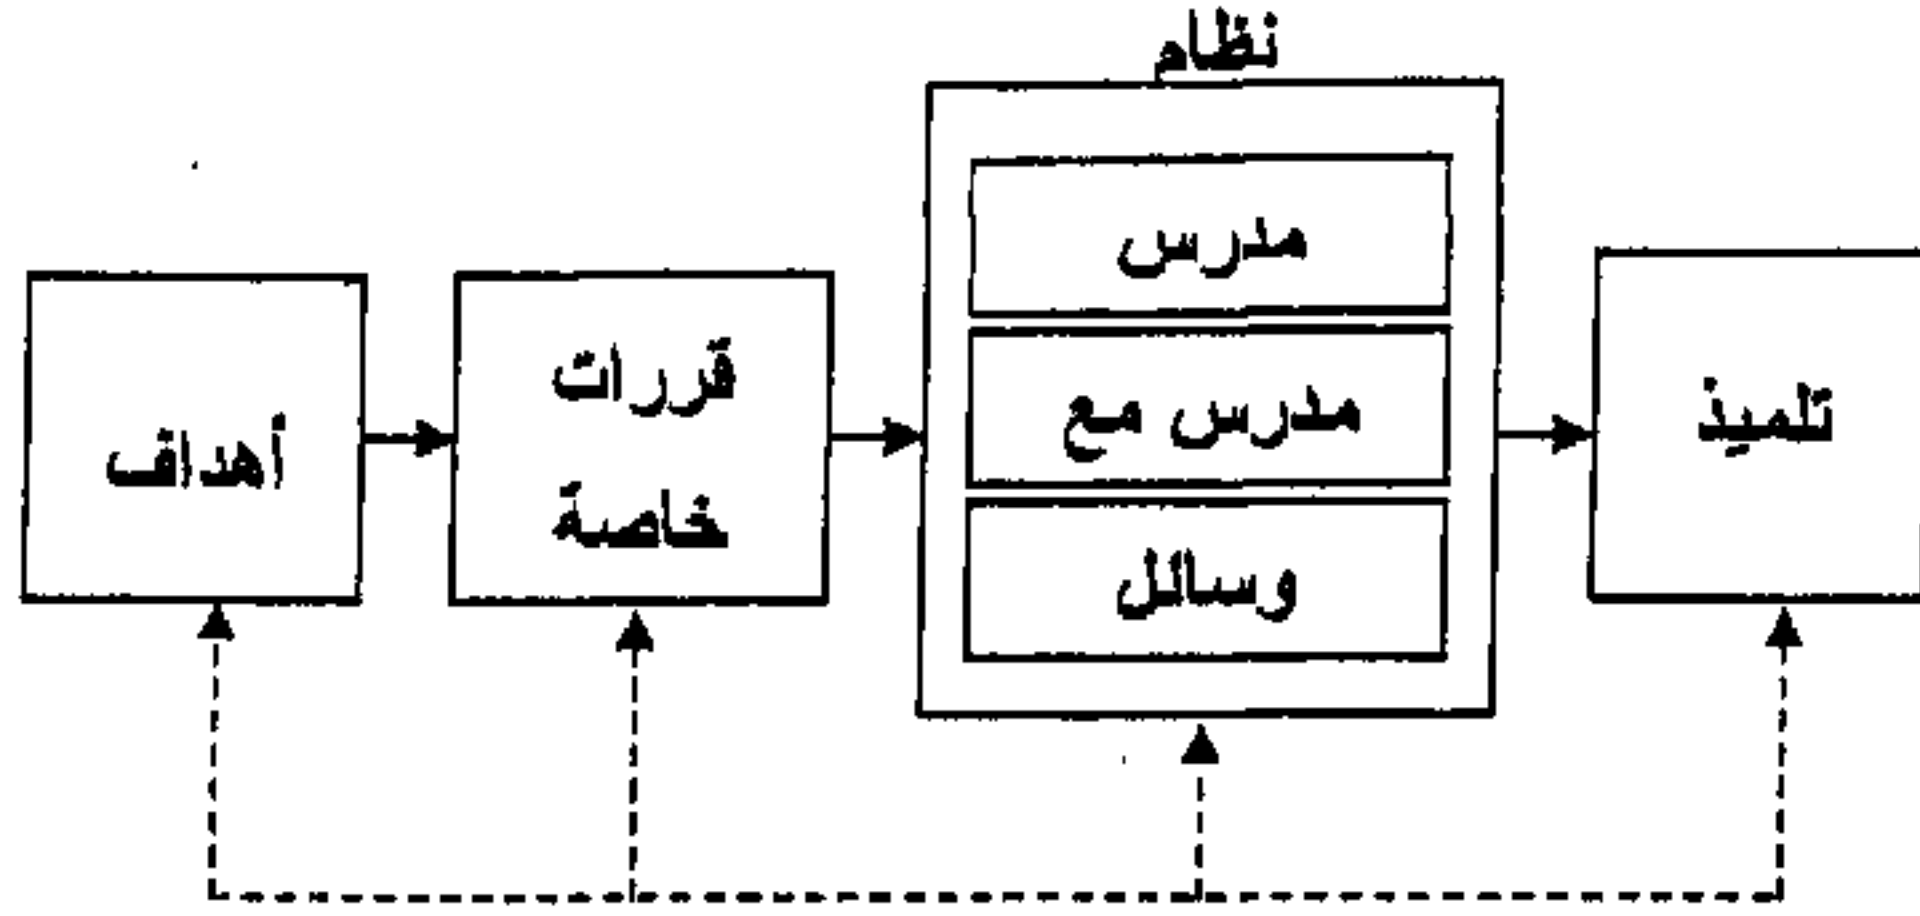 نظام
مدرس
مدرس مع
وسائل
أهداف
قررات
خاصة
تلميذ